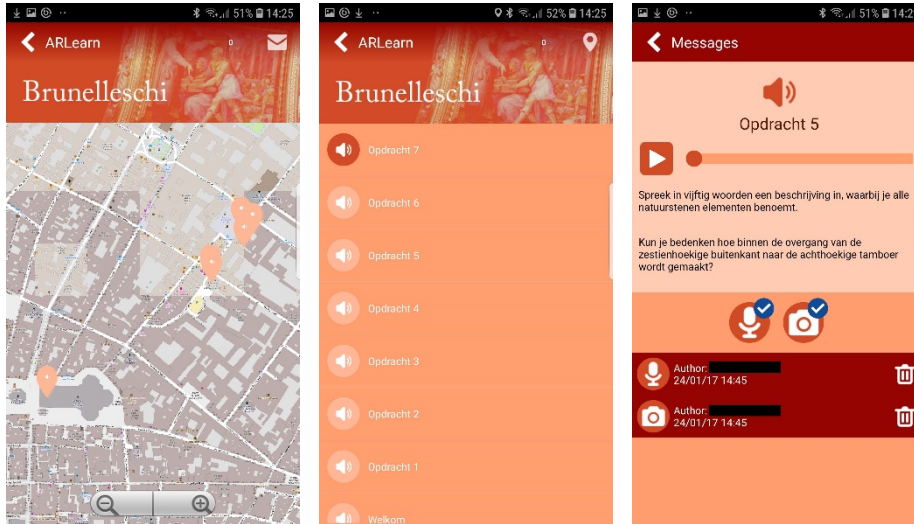 51% 14:25
ARLearn
0
Brunelleschi
52% 14:25
ARLearn
0
Brunelleschi
Opdracht 7
Opdracht 6
Opdracht 5
Opdracht 4
Opdracht 3
Opdracht 2
Opdracht 1
Welkom
51% 14:2
Messages
Opdracht 5
Spreek in vijftig woorden een beschrijving in, waarbij je alle
natuurstenen elementen benoemt.
Kun je bedenken hoe binnen de overgang van de
zestienhoekige buitenkant naar de achthoekige tamboer
wordt gemaakt?
Author:
24/01/17 14:45
Author:
24/01/17 14:45